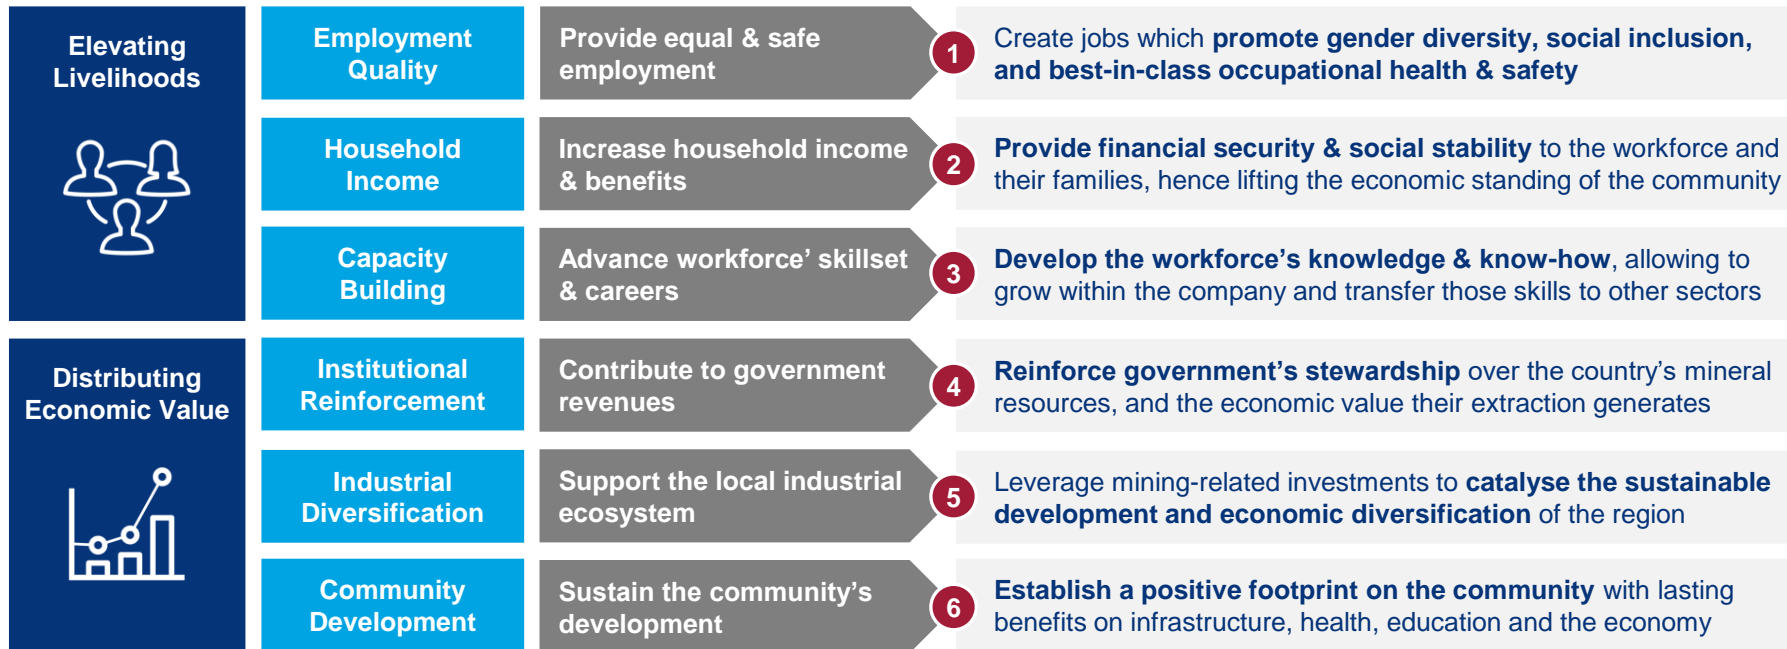 Elevating
Livelihoods
Employment
Quality
Provide equal & safe
employment
1
Create jobs which promote gender diversity, social inclusion,
and best-in-class occupational health & safety
Household
Income
Increase household income
& benefits
2
Provide financial security & social stability to the workforce and
their families, hence lifting the economic standing of the community
Capacity
Building
Advance workforce' skillset
& careers
3
Develop the workforce's knowledge & know-how, allowing to
grow within the company and transfer those skills to other sectors
Distributing
Economic Value
Institutional
Reinforcement
Contribute to government
revenues
4
Reinforce government's stewardship over the country's mineral
resources, and the economic value their extraction generates
Industrial
Diversification
Support the local industrial
ecosystem
5
Leverage mining-related investments to catalyse the sustainable
development and economic diversification of the region
Community
Development
Sustain the community's
development
6
Establish a positive footprint on the community with lasting
benefits on infrastructure, health, education and the economy